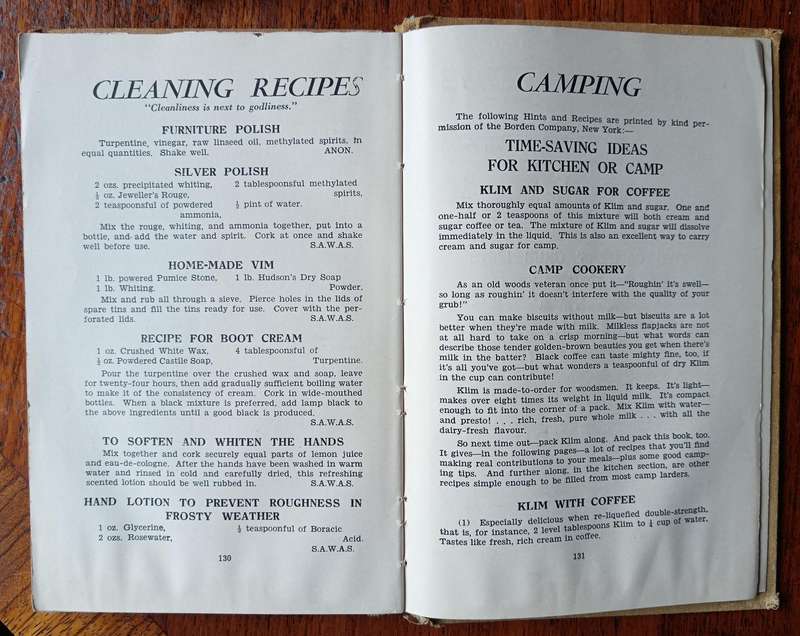 CLEANING RECIPES
"Cleanliness is next to godliness."
FURNITURE POLISH
Turpentine, vinegar, raw linseed oil, methylated spirits, in
equal quantities. Shake well. ANON.
SILVER POLISH
2 ozs. precipitated whiting, 2 tablespoonsful methylated
½ oz. Jeweller's Rouge, spirits,
2 teaspoonsful of powdered ½ pint of water.
ammonia,
Mix the rouge, whiting, and ammonia together, put into a
bottle, and add the water and spirit. Cork at once and shake
well before use. S.A.W.A.S.
HOME-MADE VIM
1 lb. powered Pumice Stone, 1 lb. Hudson's Dry Soap
1 lb. Whiting. Powder.
Mix and rub all through a sieve. Pierce holes in the lids of
spare tins and fill the tins ready for use. Cover with the per-
forated lids. S.A.W.A.S.
RECIPE FOR BOOT CREAM
1 oz. Crushed White Wax, 4 tablespoonsful of
½ oz. Powdered Castile Soap, Turpentine.
Pour the turpentine over the crushed wax and soap, leave
for twenty-four hours, then add gradually sufficient boiling water
to make it of the consistency of cream. Cork in wide-mouthed
bottles. When a black mixture is preferred, add lamp black to
the above ingredients until a good black is produced.
S.A.W.A.S.
TO SOFTEN AND WHITEN THE HANDS
Mix together and cork securely equal parts of lemon juice
and eau-de-cologne. After the hands have been washed in warm
water and rinsed in cold and carefully dried, this refreshing
scented lotion should be well rubbed in. S.A.W.A.S.
HAND LOTION TO PREVENT ROUGHNESS IN
FROSTY WEATHER
1 oz. Glycerine, ½ teaspoonful of Boracic
2 ozs. Rosewater, Acid.
S.A.W.A.S.
130
CAMPING
The following Hints and Recipes are printed by kind per-
mission of the Borden Company, New York:—
TIME-SAVING IDEAS
FOR KITCHEN OR CAMP
KLIM AND SUGAR FOR COFFEE
Mix thoroughly equal amounts of Klim and sugar. One and
one-half or 2 teaspoons of this mixture will both cream and
sugar coffee or tea. The mixture of Klim and sugar will dissolve
immediately in the liquid. This is also an excellent way to carry
cream and sugar for camp.
CAMP COOKERY
As an old woods veteran once put it—"Roughin' it's swell—
so long as roughin' it doesn't interfere with the quality of your
grub!"
You can make biscuits without milk—but biscuits are a lot
better when they're made with milk. Milkless flapjacks are not
at all hard to take on a crisp morning—but what words can
describe those tender golden-brown beauties you get when there's
milk in the batter? Black coffee can taste mighty fine, too, if
it's all you've got—but what wonders a teaspoonful of dry Klim
in the cup can contribute!
Klim is made-to-order for woodsmen. It keeps. It's light—
makes over eight times its weight in liquid milk. It's compact
enough to fit into the corner of a pack. Mix Klim with water—
and presto! . . . rich, fresh, pure whole milk . . . with all the
dairy-fresh flavour.
So next time out—pack Klim along. And pack this book, too.
It gives—in the following pages—a lot of recipes that you'll find
making real contributions to your meals—plus some good camp-
ing tips. And further along, in the kitchen section, are other
recipes simple enough to be filled from most camp larders.
KLIM WITH COFFEE
(1) Especially delicious when re-liquefied double-strength,
that is, for instance, 2 level tablespoons Klim to ¼ cup of water.
Tastes like fresh, rich cream in coffee.
131